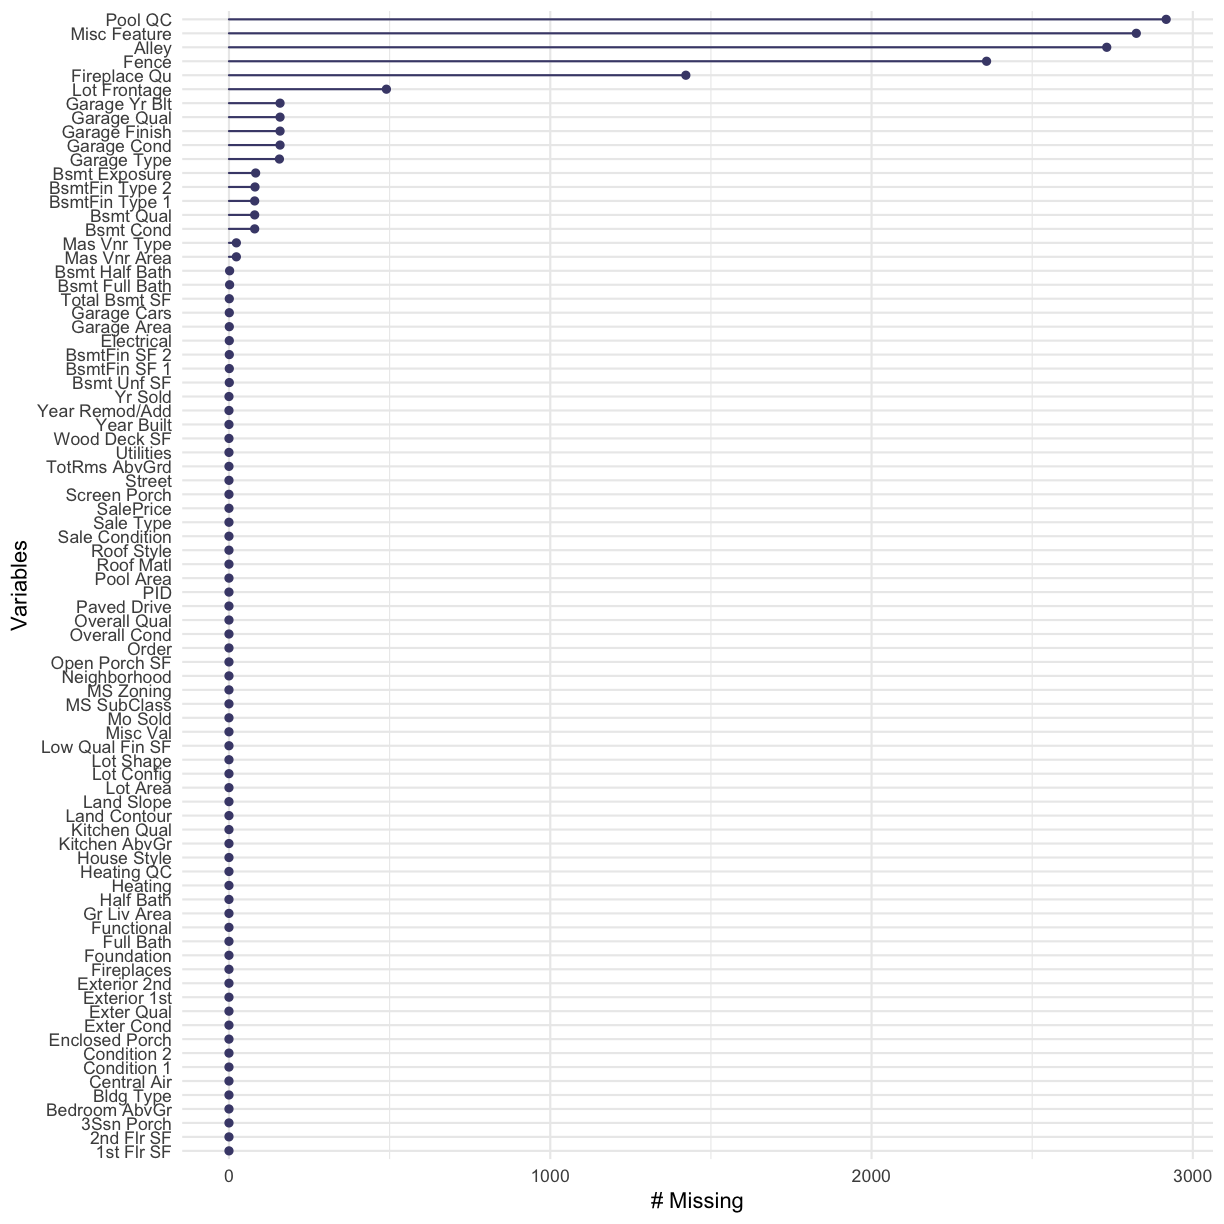 Pool QC
Misc Feature
Alley
Fence
Fireplace Qu
Lot Frontage
Garage Yr Blt
Garage Qual
Garage Finish
Garage Cond
Garage Type
Bsmt Exposure
BsmtFin Type 2
BsmtFin Type 1
Bsmt Qual
Bsmt Cond
Mas Vnr Type
Mas Vnr Area
Bsmt Half Bath
Bsmt Full Bath
Total Bsmt SF
Garage Cars
Garage Area
Electrical
BsmtFin SF 2
BsmtFin SF 1
Bsmt Unf SF
Yr Sold
Year Remod/Add
Year Built
Wood Deck SF
Utilities
TotRms AbvGrd
Street
Screen Porch
SalePrice
Sale Type
Sale Condition
Roof Style
Roof Matl
Pool Area
PID
Paved Drive
Overall Qual
Overall Cond
Order
Open Porch SF
Neighborhood
MS Zoning
MS SubClass
Mo Sold
Misc Val
Low Qual Fin SF
Lot Shape
Lot Config
Lot Area
Land Slope
Land Contour
Kitchen Qual
Kitchen AbvGr
House Style
Heating QC
Heating
Half Bath
Gr Liv Area
Functional
Full Bath
Foundation
Fireplaces
Exterior 2nd
Exterior 1st
Exter Qual
Exter Cond
Enclosed Porch
Condition 2
Condition 1
Central Air
Bldg Type
Bedroom AbvGr
3Ssn Porch
2nd Flr SF
1st Flr SF
Variables
0 1000 2000 3000
# Missing